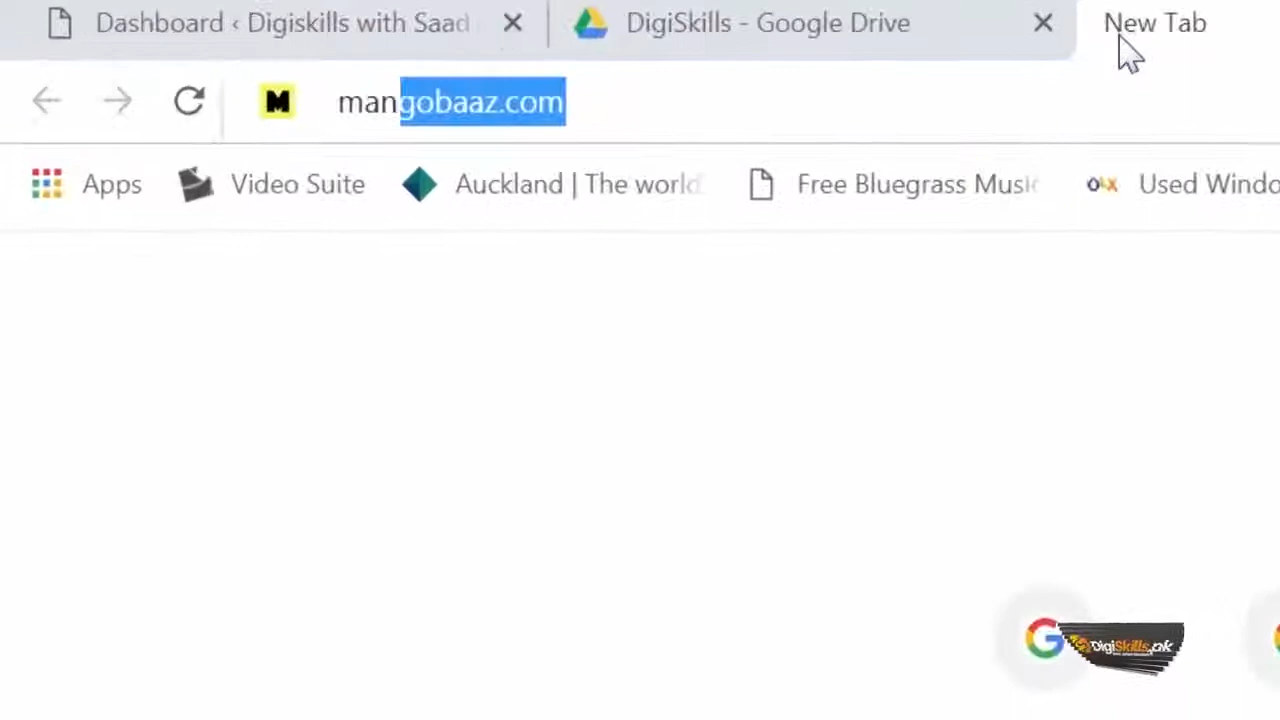 Dashboard ‹ Digiskills with Saad
DigiSkills - Google Drive
New Tab
mangobaaz.com
Apps
Video Suite
Auckland | The world
Free Bluegrass Music
OLX
Used Windo
DigiSkills.pk